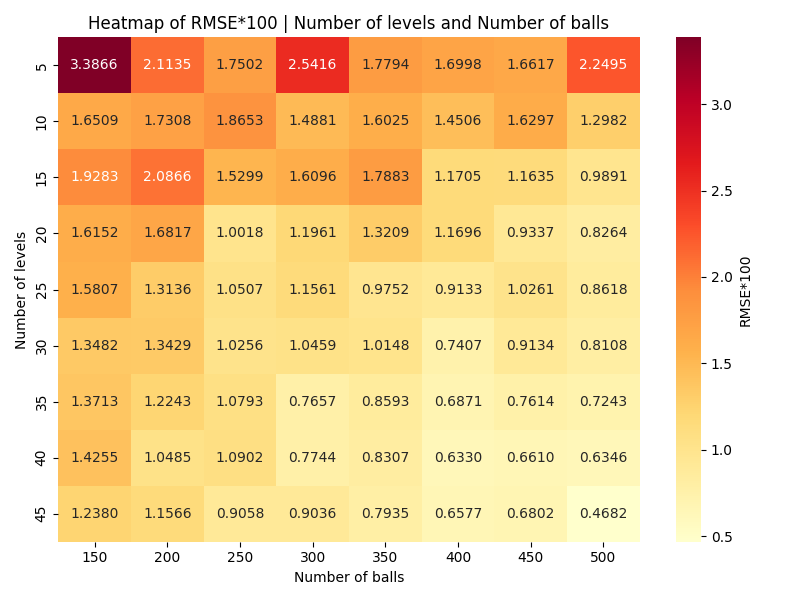 Heatmap of RMSE*100 | Number of levels and Number of balls
5 3.3866 2.1135 1.7502 2.5416 1.7794 1.6998 1.6617 2.2495
10 1.6509 1.7308 1.8653 1.4881 1.6025 1.4506 1.6297 1.2982
15 1.9283 2.0866 1.5299 1.6096 1.7883 1.1705 1.1635 0.9891
20 1.6152 1.6817 1.0018 1.1961 1.3209 1.1696 0.9337 0.8264
25 1.5807 1.3136 1.0507 1.1561 0.9752 0.9133 1.0261 0.8618
30 1.3482 1.3429 1.0256 1.0459 1.0148 0.7407 0.9134 0.8108
35 1.3713 1.2243 1.0793 0.7657 0.8593 0.6871 0.7614 0.7243
40 1.4255 1.0485 1.0902 0.7744 0.8307 0.6330 0.6610 0.6346
45 1.2380 1.1566 0.9058 0.9036 0.7935 0.6577 0.6802 0.4682
150 200 250 300 350 400 450 500
Number of balls
Number of levels
3.0
2.5
2.0
1.5
1.0
0.5
RMSE*100